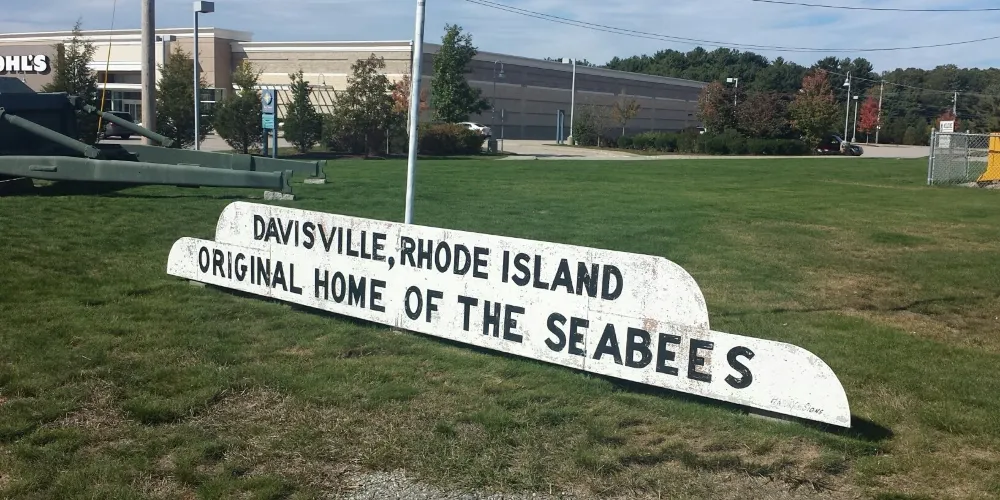 OHL'S
DAVISVILLE, RHODE ISLAND
ORIGINAL HOME OF THE SEABEES